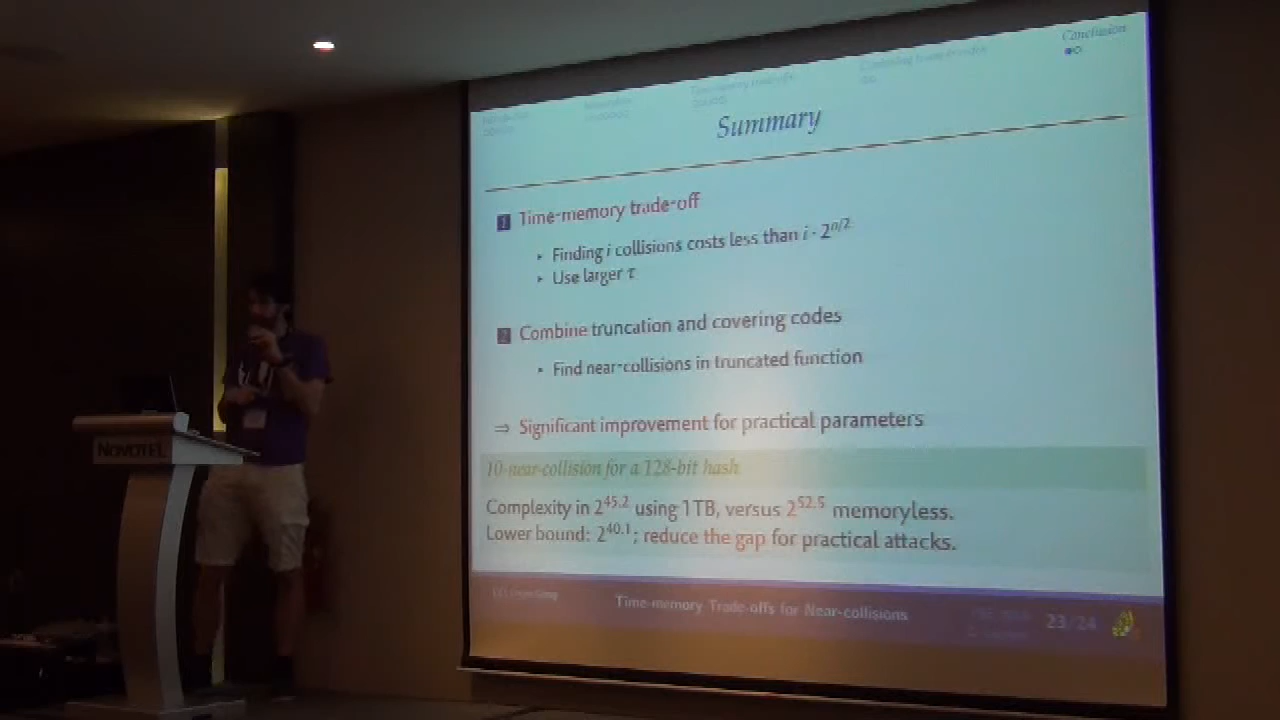 Conclusion
Summary
1 Time-memory trade-off
‣ Finding i collisions costs less than i · 2^{n/2}
‣ Use larger τ
2 Combine truncation and covering codes
‣ Find near-collisions in truncated function
⇒ Significant improvement for practical parameters
10-near-collision for a 128-bit hash
Complexity in 2^{45.2} using 1TB, versus 2^{52.5} memoryless.
Lower bound: 2^{40.1}; reduce the gap for practical attacks.
Time-memory Trade-offs for Near-collisions
23/24
NOVOTEL